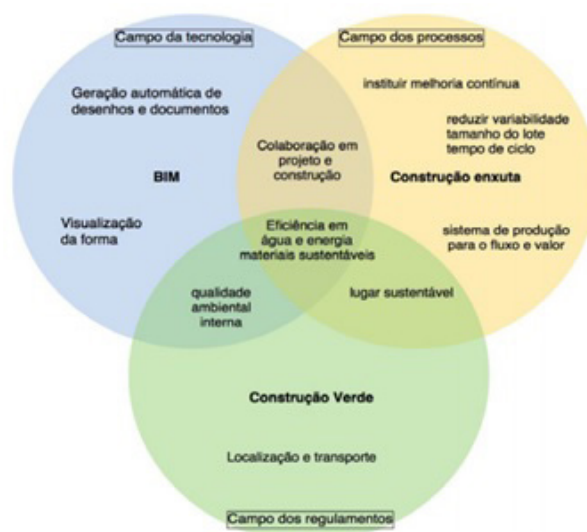 Campo da tecnologia
Campo dos processos
Geração automática de
desenhos e documentos
instituir melhoria contínua
reduzir variabilidade
tamanho do lote
tempo de ciclo
Colaboração em
projeto e
construção
BIM
Construção enxuta
Visualização
da forma
Eficiência em
água e energia
materiais sustentáveis
sistema de produção
para o fluxo e valor
qualidade
ambiental
interna
lugar sustentável
Construção Verde
Localização e transporte
Campo dos regulamentos